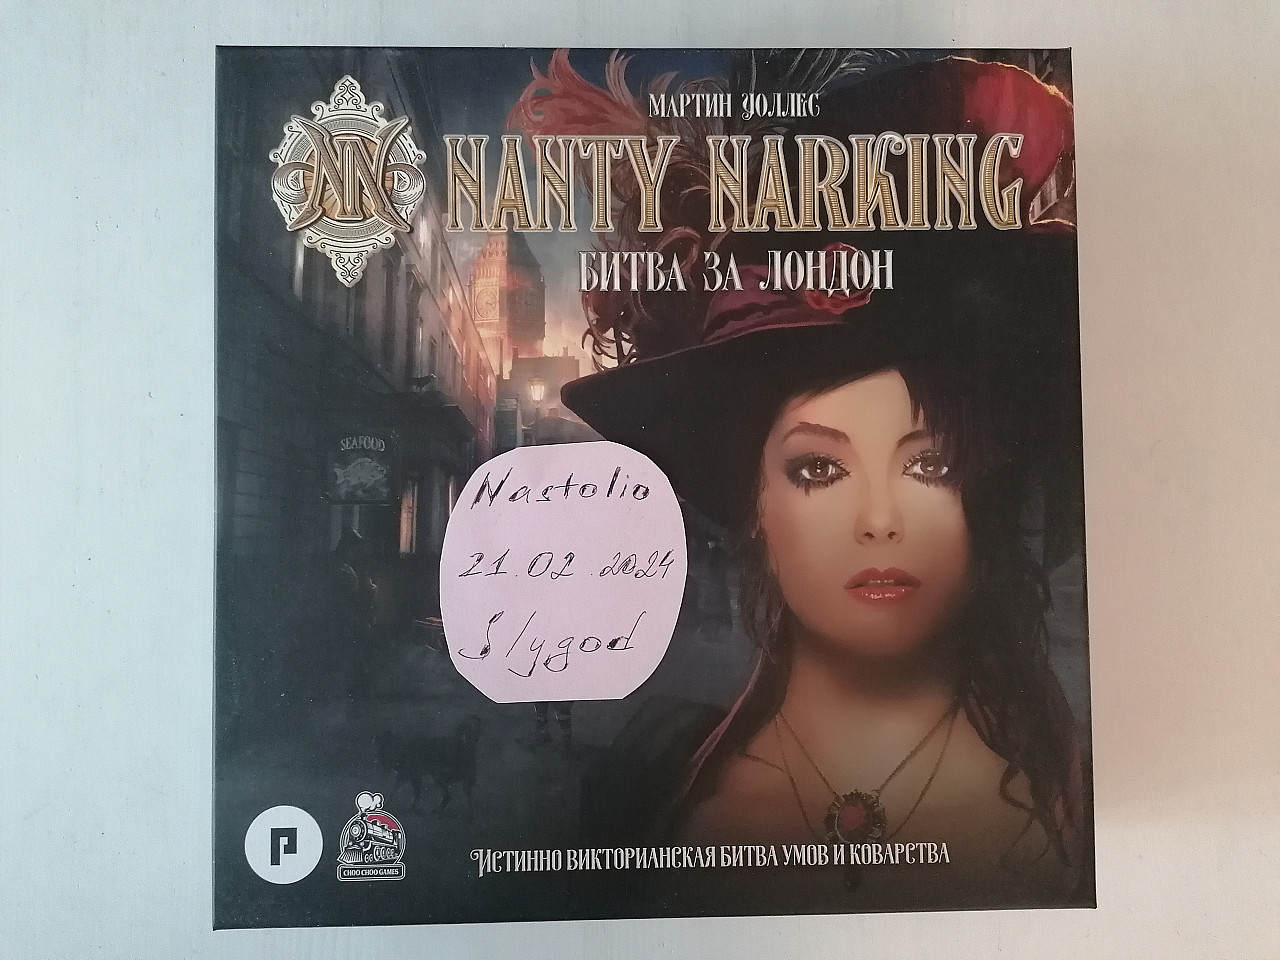 МАРТИН УОЛЛЕС
NANTY NARKING
БИТВА ЗА ЛОНДОН
SEAFOOD
Nastolio
21.02.2024
Slygod
P
CHOO CHOO GAMES
ИСТИННО ВИКТОРИАНСКАЯ БИТВА УМОВ И КОВАРСТВА